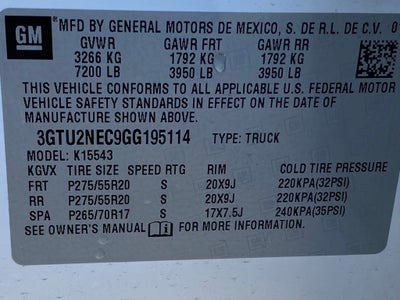 GM MFD BY GENERAL MOTORS DE MEXICO, S. DE R.L. DE C.V. 0
GVWR GAWR FRT GAWR RR
3266 KG 1792 KG 1792 KG
7200 LB 3950 LB 3950 LB
THIS VEHICLE CONFORMS TO ALL APPLICABLE U.S. FEDERAL MOTOR
VEHICLE SAFETY STANDARDS IN EFFECT ON THE DATE OF
MANUFACTURE SHOWN ABOVE.
3GTU2NEC9GG195114 TYPE: TRUCK
MODEL: K15543
KGVX TIRE SIZE SPEED RTG RIM COLD TIRE PRESSURE
FRT P275/55R20 S 20X9J 220KPA(32PSI)
RR P275/55R20 S 20X9J 220KPA(32PSI)
SPA P265/70R17 S 17X7.5J 240KPA(35PSI)
SEE OWNER'S MANUAL FOR MORE INFORMATION.